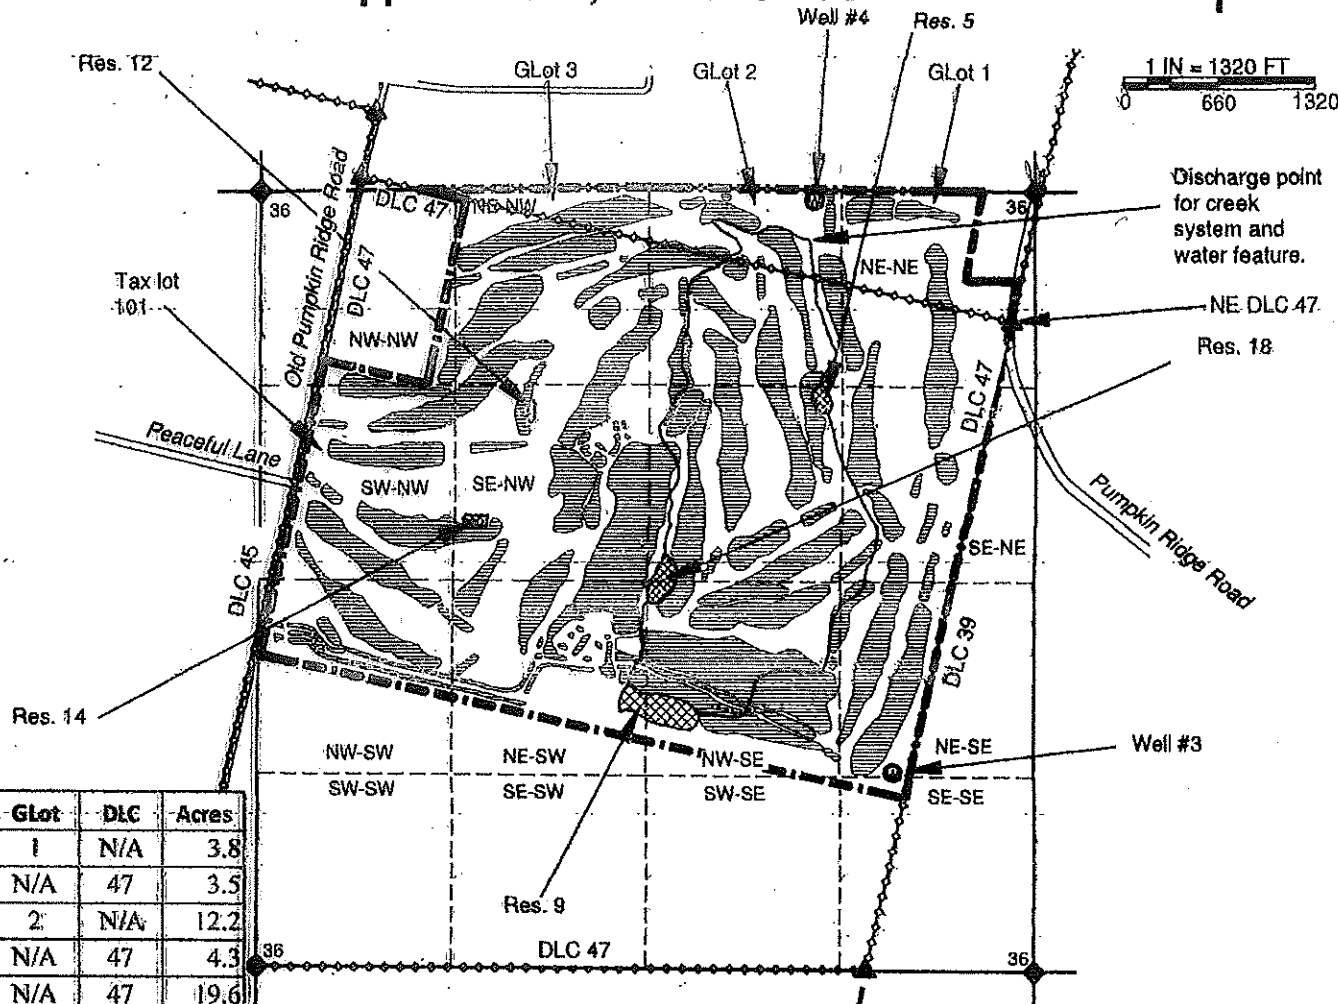 Well #4
Res. 5
Res. 12
GLot 3
GLot 2
GLot 1
1 IN = 1320 FT
0 660 1320
Old Pumpkin Ridge Road
DLC 47
NE-NW
36
36
Discharge point
for creek
system and
water feature.
Tax lot
101
DLC 47
NW-NW
NE-NE
NE DLC 47
Res. 18
DLC 47
Peaceful Lane
SW-NW
SE-NW
Pumpkin Ridge Road
SE-NE
DLC 45
DLC 39
Res. 14
NW-SW
NE-SW
NW-SE
NE-SE
Well #3
SW-SW
SE-SW
SW-SE
SE-SE
GLot DLC Acres
1 N/A 3.8
N/A 47 3.5
2 N/A 12.2
N/A 47 4.3
N/A 47 19.6
Res. 9
36
DLC 47
36